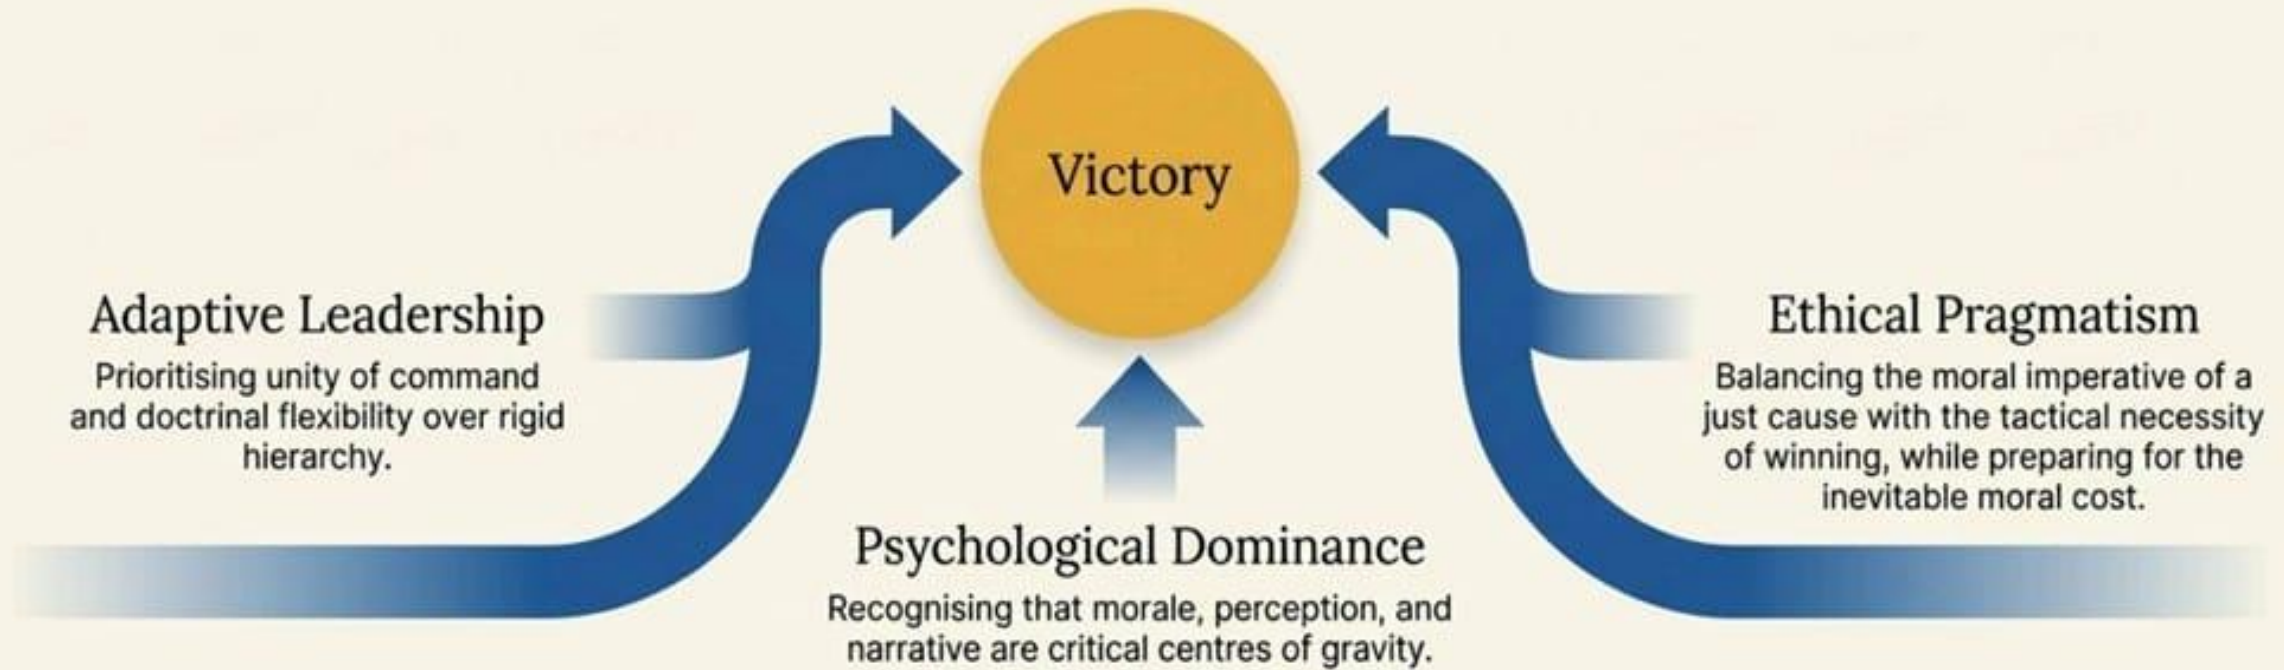 Victory
Adaptive Leadership
Prioritising unity of command
and doctrinal flexibility over rigid
hierarchy.
Psychological Dominance
Recognising that morale, perception, and
narrative are critical centres of gravity.
Ethical Pragmatism
Balancing the moral imperative of a
just cause with the tactical necessity
of winning, while preparing for the
inevitable moral cost.